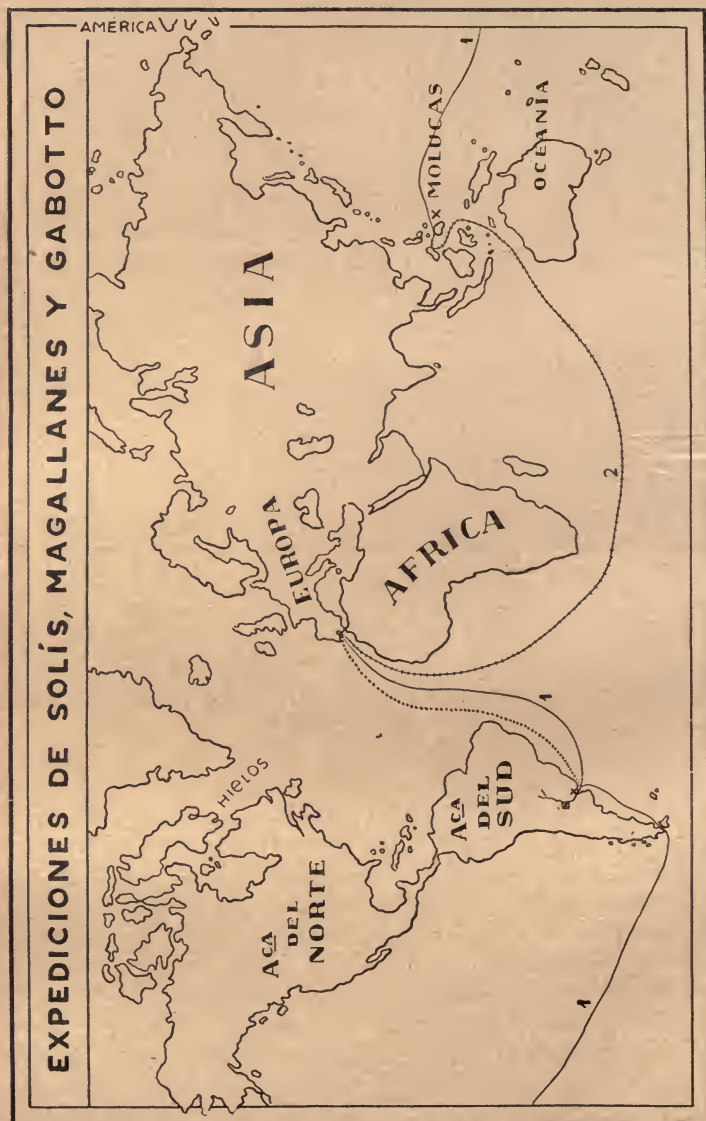 EXPEDICIONES DE SOLÍS, MAGALLANES Y GABOTTO
AMÉRICA
HIELOS
Aca
DEL
NORTE
EUROPA
ASIA
AFRICA
x MOLUCAS
OCEANÍA
Aca
DEL
SUD
1
1
1
2